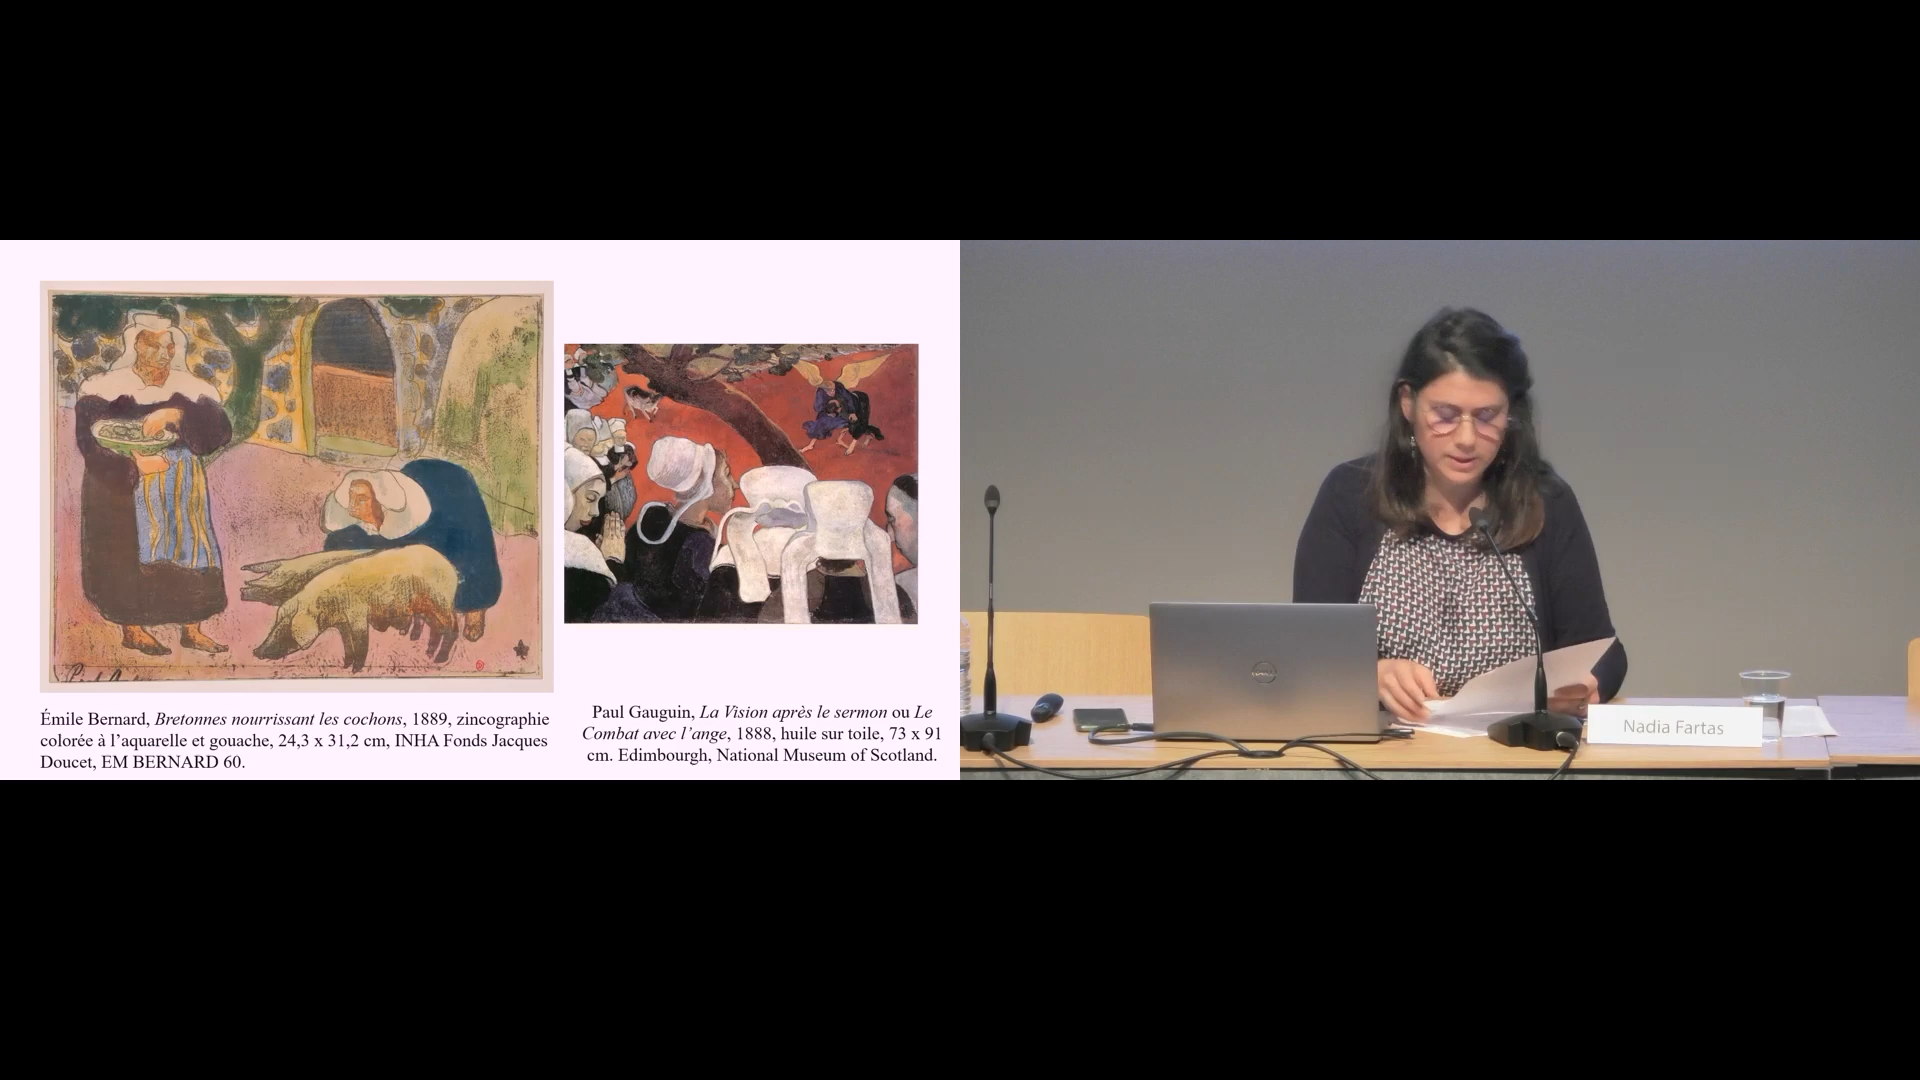 Émile Bernard, Bretonnes nourrissant les cochons, 1889, zincographie
colorée à l’aquarelle et gouache, 24,3 x 31,2 cm, INHA Fonds Jacques
Doucet, EM BERNARD 60.
Paul Gauguin, La Vision après le sermon ou Le
Combat avec l’ange, 1888, huile sur toile, 73 x 91
cm. Edimbourgh, National Museum of Scotland.
Nadia Fartas